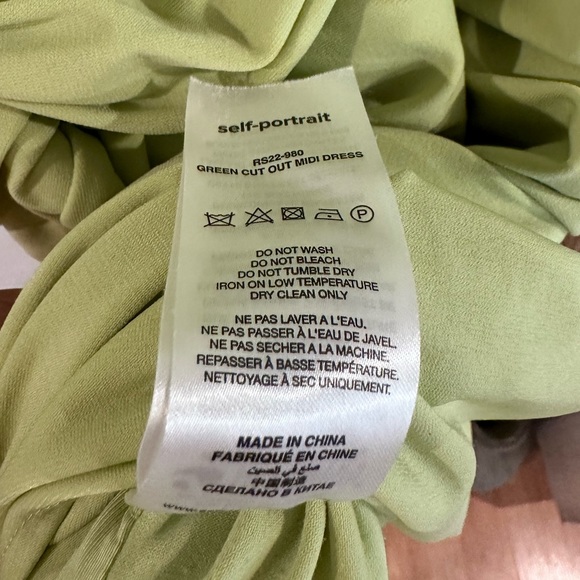 self-portrait
RS22-980
GREEN CUT OUT MIDI DRESS
P
DO NOT WASH
DO NOT BLEACH
DO NOT TUMBLE DRY
IRON ON LOW TEMPERATURE
DRY CLEAN ONLY
NE PAS LAVER A L'EAU.
NE PAS PASSER À L'EAU DE JAVEL.
NE PAS SECHER A LA MACHINE.
REPASSER À BASSE TEMPÉRATURE.
NETTOYAGE À SEC UNIQUEMENT.
MADE IN CHINA
FABRIQUÉ EN CHINE
صنع في الصين
中国制造
СДЕЛАНО В КИТАЕ